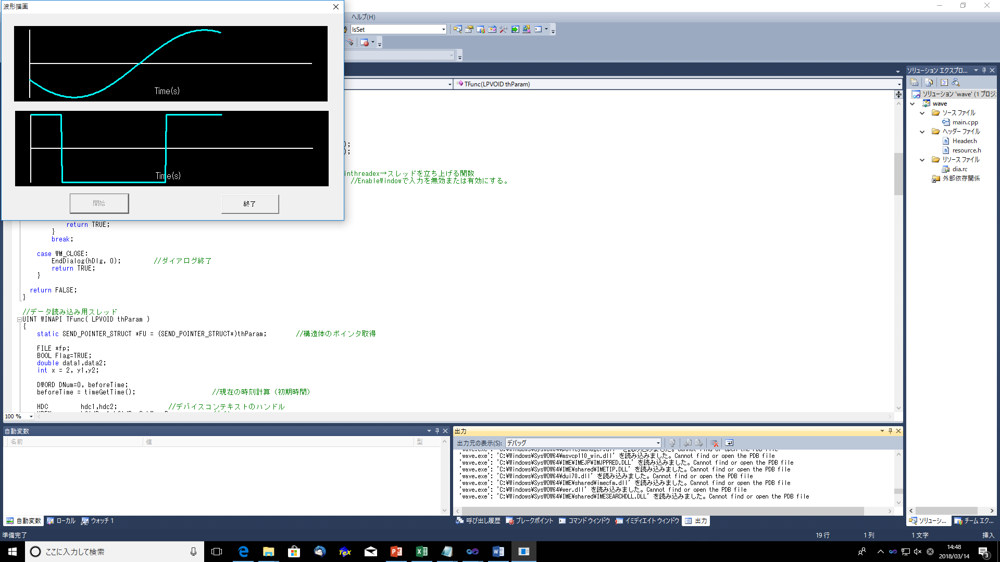 波形描画
ヘルプ(H)
IsSet
TFunc(LPVOID thParam)
Time(s)
Time(s)
開始
終了
);
);
inthreadex→スレッドを立ち上げる関数
//EnableWindowで入力を無効または有効にする。
return TRUE;
}
break;
case WM_CLOSE:
EndDialog(hDlg, 0); //ダイアログ終了
return TRUE;
}
return FALSE;
}
//データ読み込み用スレッド
UINT WINAPI TFunc( LPVOID thParam )
{
static SEND_POINTER_STRUCT *FU = (SEND_POINTER_STRUCT*)thParam; //構造体のポインタ取得
FILE *fp;
BOOL Flag=TRUE;
double data1,data2;
int x = 2, y1,y2;
DWORD DNum=0, beforeTime;
beforeTime = timeGetTime(); //現在の時刻計算（初期時間）
HDC hdc1,hdc2; //デバイスコンテキストのハンドル
100 %
ソリューション エクスプロ...
ソリューション 'wave' (1 プロジ
wave
ソース ファイル
main.cpp
ヘッダー ファイル
Header.h
resource.h
リソース ファイル
dia.rc
外部依存関係
自動変数
名前 値 型
自動変数 ローカル ウォッチ 1
出力
出力元の表示(S): デバッグ
'wave.exe': 'C:¥Windows¥SysWOW64¥policymanager.dll' を読み込みました。Cannot find or open the PDB file
'wave.exe': 'C:¥Windows¥SysWOW64¥msvcp110_win.dll' を読み込みました。Cannot find or open the PDB file
'wave.exe': 'C:¥Windows¥SysWOW64¥IME¥IMEJP¥IMJPPRED.DLL' を読み込みました。Cannot find or open the PDB file
'wave.exe': 'C:¥Windows¥SysWOW64¥IME¥shared¥IMETIP.DLL' を読み込みました。Cannot find or open the PDB file
'wave.exe': 'C:¥Windows¥SysWOW64¥dui70.dll' を読み込みました。Cannot find or open the PDB file
'wave.exe': 'C:¥Windows¥SysWOW64¥IME¥shared¥imecfm.dll' を読み込みました。Cannot find or open the PDB file
'wave.exe': 'C:¥Windows¥SysWOW64¥wer.dll' を読み込みました。Cannot find or open the PDB file
'wave.exe': 'C:¥Windows¥SysWOW64¥IME¥shared¥IMESEARCHDLL.DLL' を読み込みました。Cannot find or open the PDB file
呼び出し履歴 ブレークポイント コマンド ウィンドウ イミディエイト ウィンドウ 出力
ソリューシ... チーム エク...
準備完了 19 行 1 列 1 文字 挿入
ここに入力して検索
TeX
14:48
2018/03/14
3